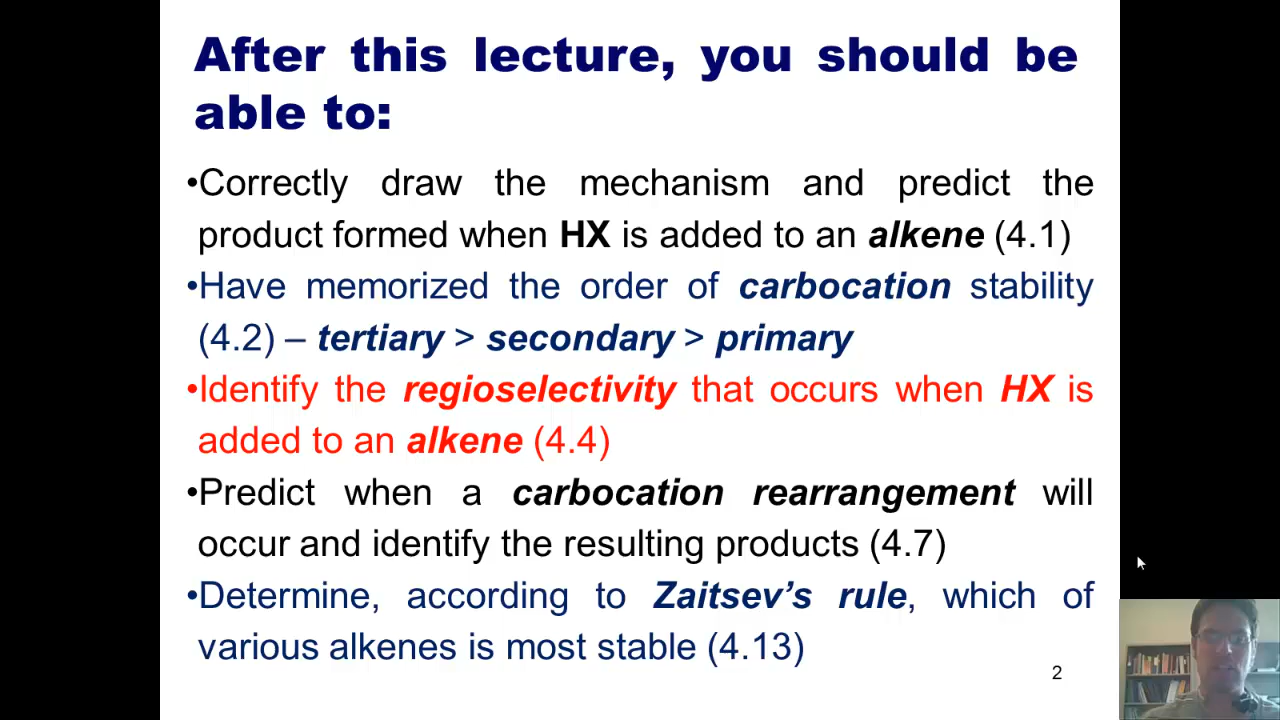 After this lecture, you should be
able to:
•Correctly draw the mechanism and predict the
product formed when HX is added to an alkene (4.1)
•Have memorized the order of carbocation stability
(4.2) – tertiary > secondary > primary
•Identify the regioselectivity that occurs when HX is
added to an alkene (4.4)
•Predict when a carbocation rearrangement will
occur and identify the resulting products (4.7)
•Determine, according to Zaitsev’s rule, which of
various alkenes is most stable (4.13)
2